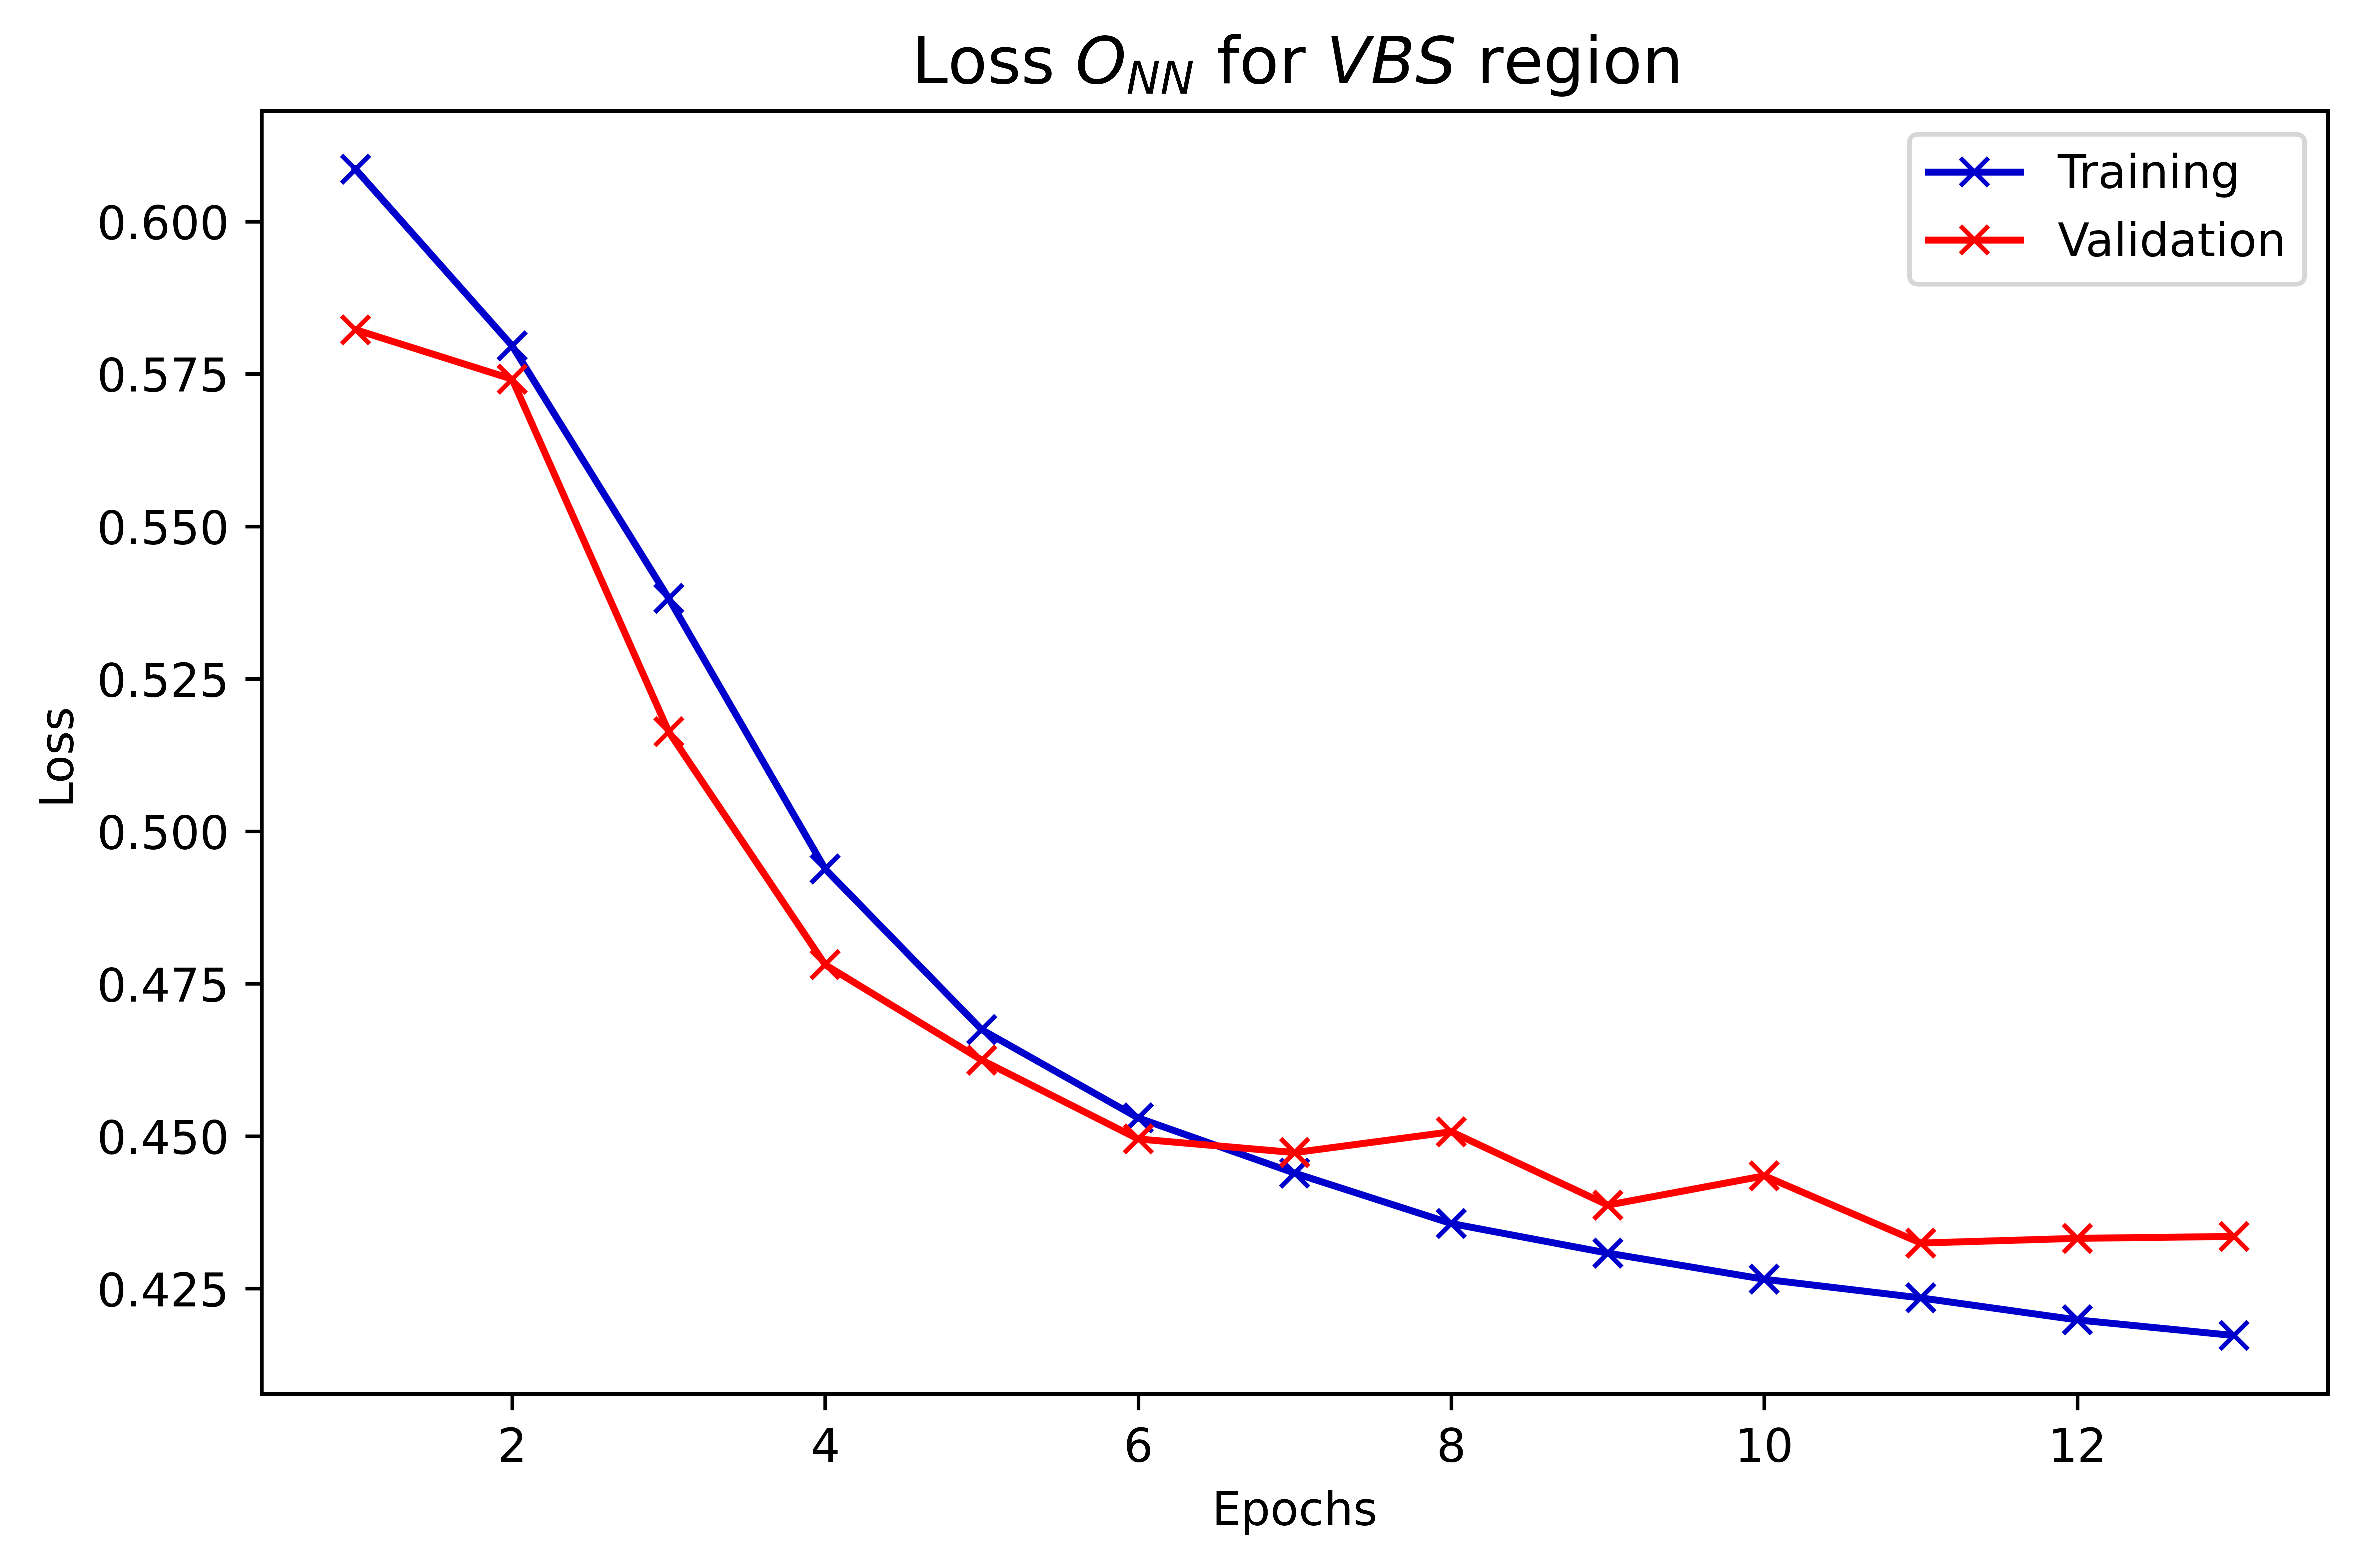 Loss O_NN for VBS region
Training
Validation
0.600
0.575
0.550
0.525
0.500
0.475
0.450
0.425
Loss
2 4 6 8 10 12
Epochs